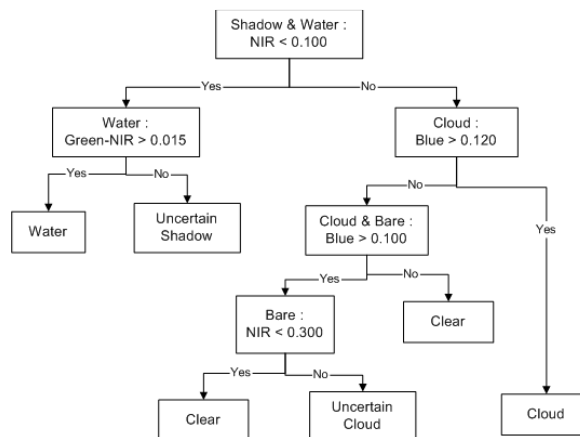 Shadow & Water :
NIR < 0.100
Yes
No
Water :
Green-NIR > 0.015
Cloud :
Blue > 0.120
Yes
No
No
Yes
Water
Uncertain
Shadow
Cloud & Bare :
Blue > 0.100
Yes
No
Bare :
NIR < 0.300
Clear
Yes
No
Clear
Uncertain
Cloud
Cloud